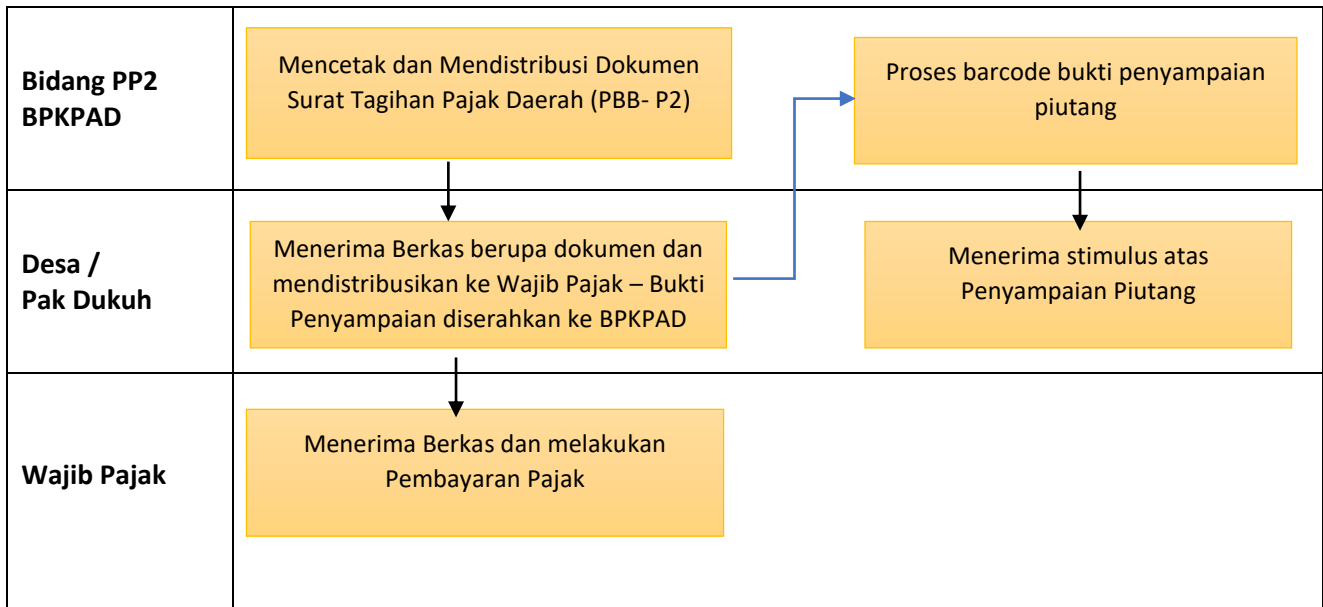 Bidang PP2
BPKPAD
Mencetak dan Mendistribusi Dokumen
Surat Tagihan Pajak Daerah (PBB- P2)
Proses barcode bukti penyampaian
piutang
Desa /
Pak Dukuh
Menerima Berkas berupa dokumen dan
mendistribusikan ke Wajib Pajak – Bukti
Penyampaian diserahkan ke BPKPAD
Menerima stimulus atas
Penyampaian Piutang
Wajib Pajak
Menerima Berkas dan melakukan
Pembayaran Pajak